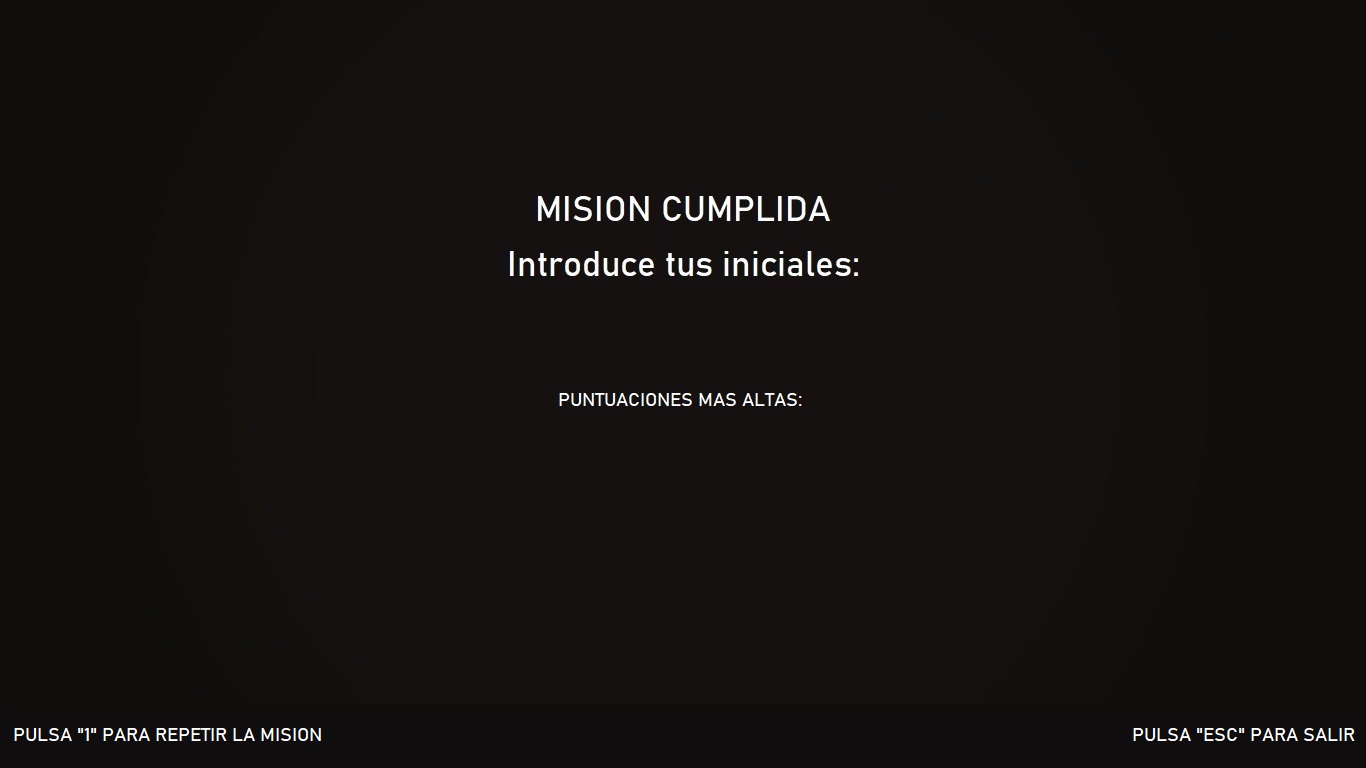 MISION CUMPLIDA
Introduce tus iniciales:
PUNTUACIONES MAS ALTAS:
PULSA "1" PARA REPETIR LA MISION
PULSA "ESC" PARA SALIR